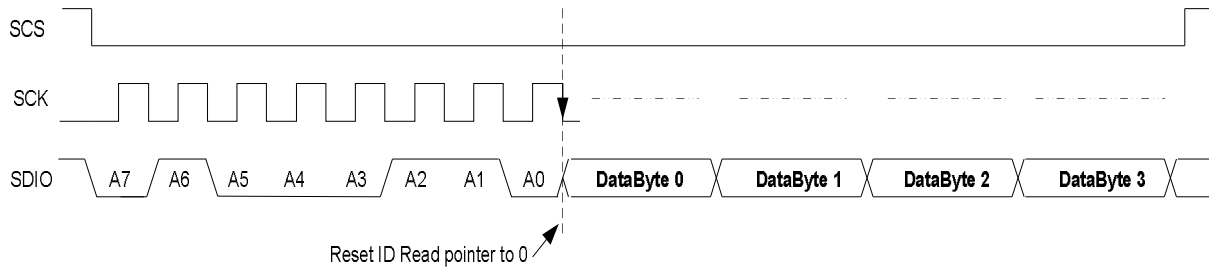 SCS
SCK
SDIO A7 A6 A5 A4 A3 A2 A1 A0 DataByte 0 DataByte 1 DataByte 2 DataByte 3
Reset ID Read pointer to 0